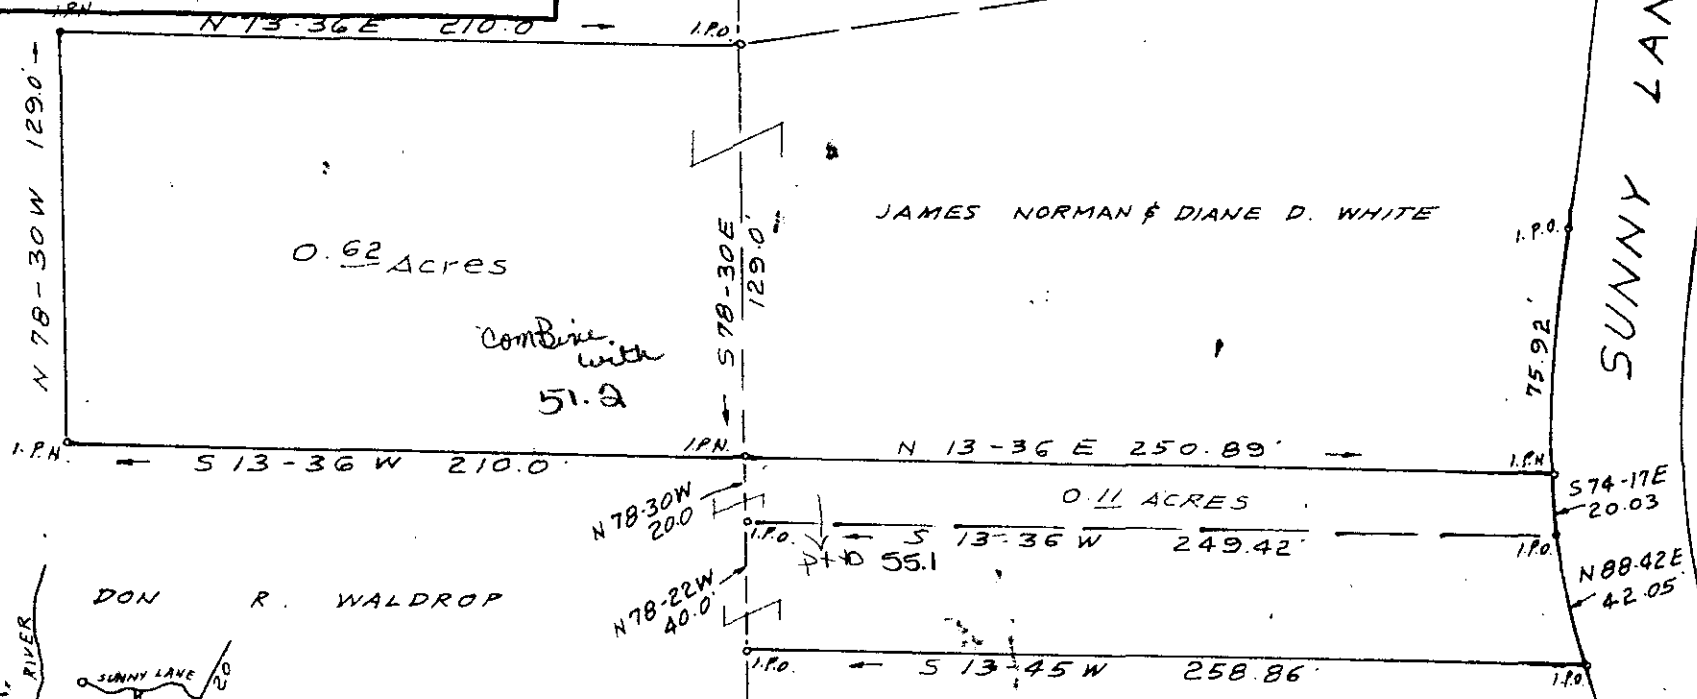 I.P.N
N 13-36 E 210.0
I.P.O.
N 78-30 W 129.0'
S 78-30 E
129.0'
JAMES NORMAN & DIANE D. WHITE
I.P.O.
SUNNY LAN
0.62 Acres
Combine
with
51.2
75.92'
I.P.N.
S 13-36 W 210.0'
I.P.N.
N 13-36 E 250.89'
I.P.N
S 74-17 E
20.03
N 78-30 W
20.0
0.11 ACRES
I.P.O.
S 13-36 W 249.42'
I.P.O.
55.1
N 88-42 E
42.05'
N 78-22 W
40.0'
DON R. WALDROP
RIVER
SUNNY LANE
20
I.P.O.
S 13-45 W 258.86'
I.P.O.